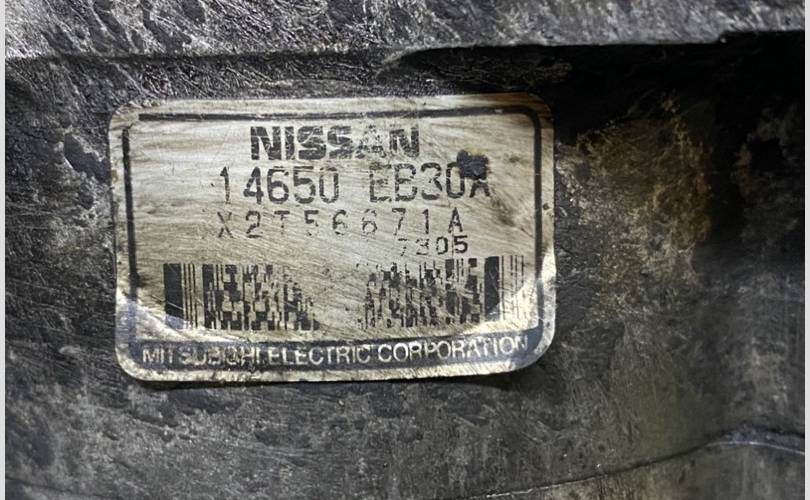 NISSAN
14650 EB30A
X2T56671A
7305
MITSUBISHI ELECTRIC CORPORATION